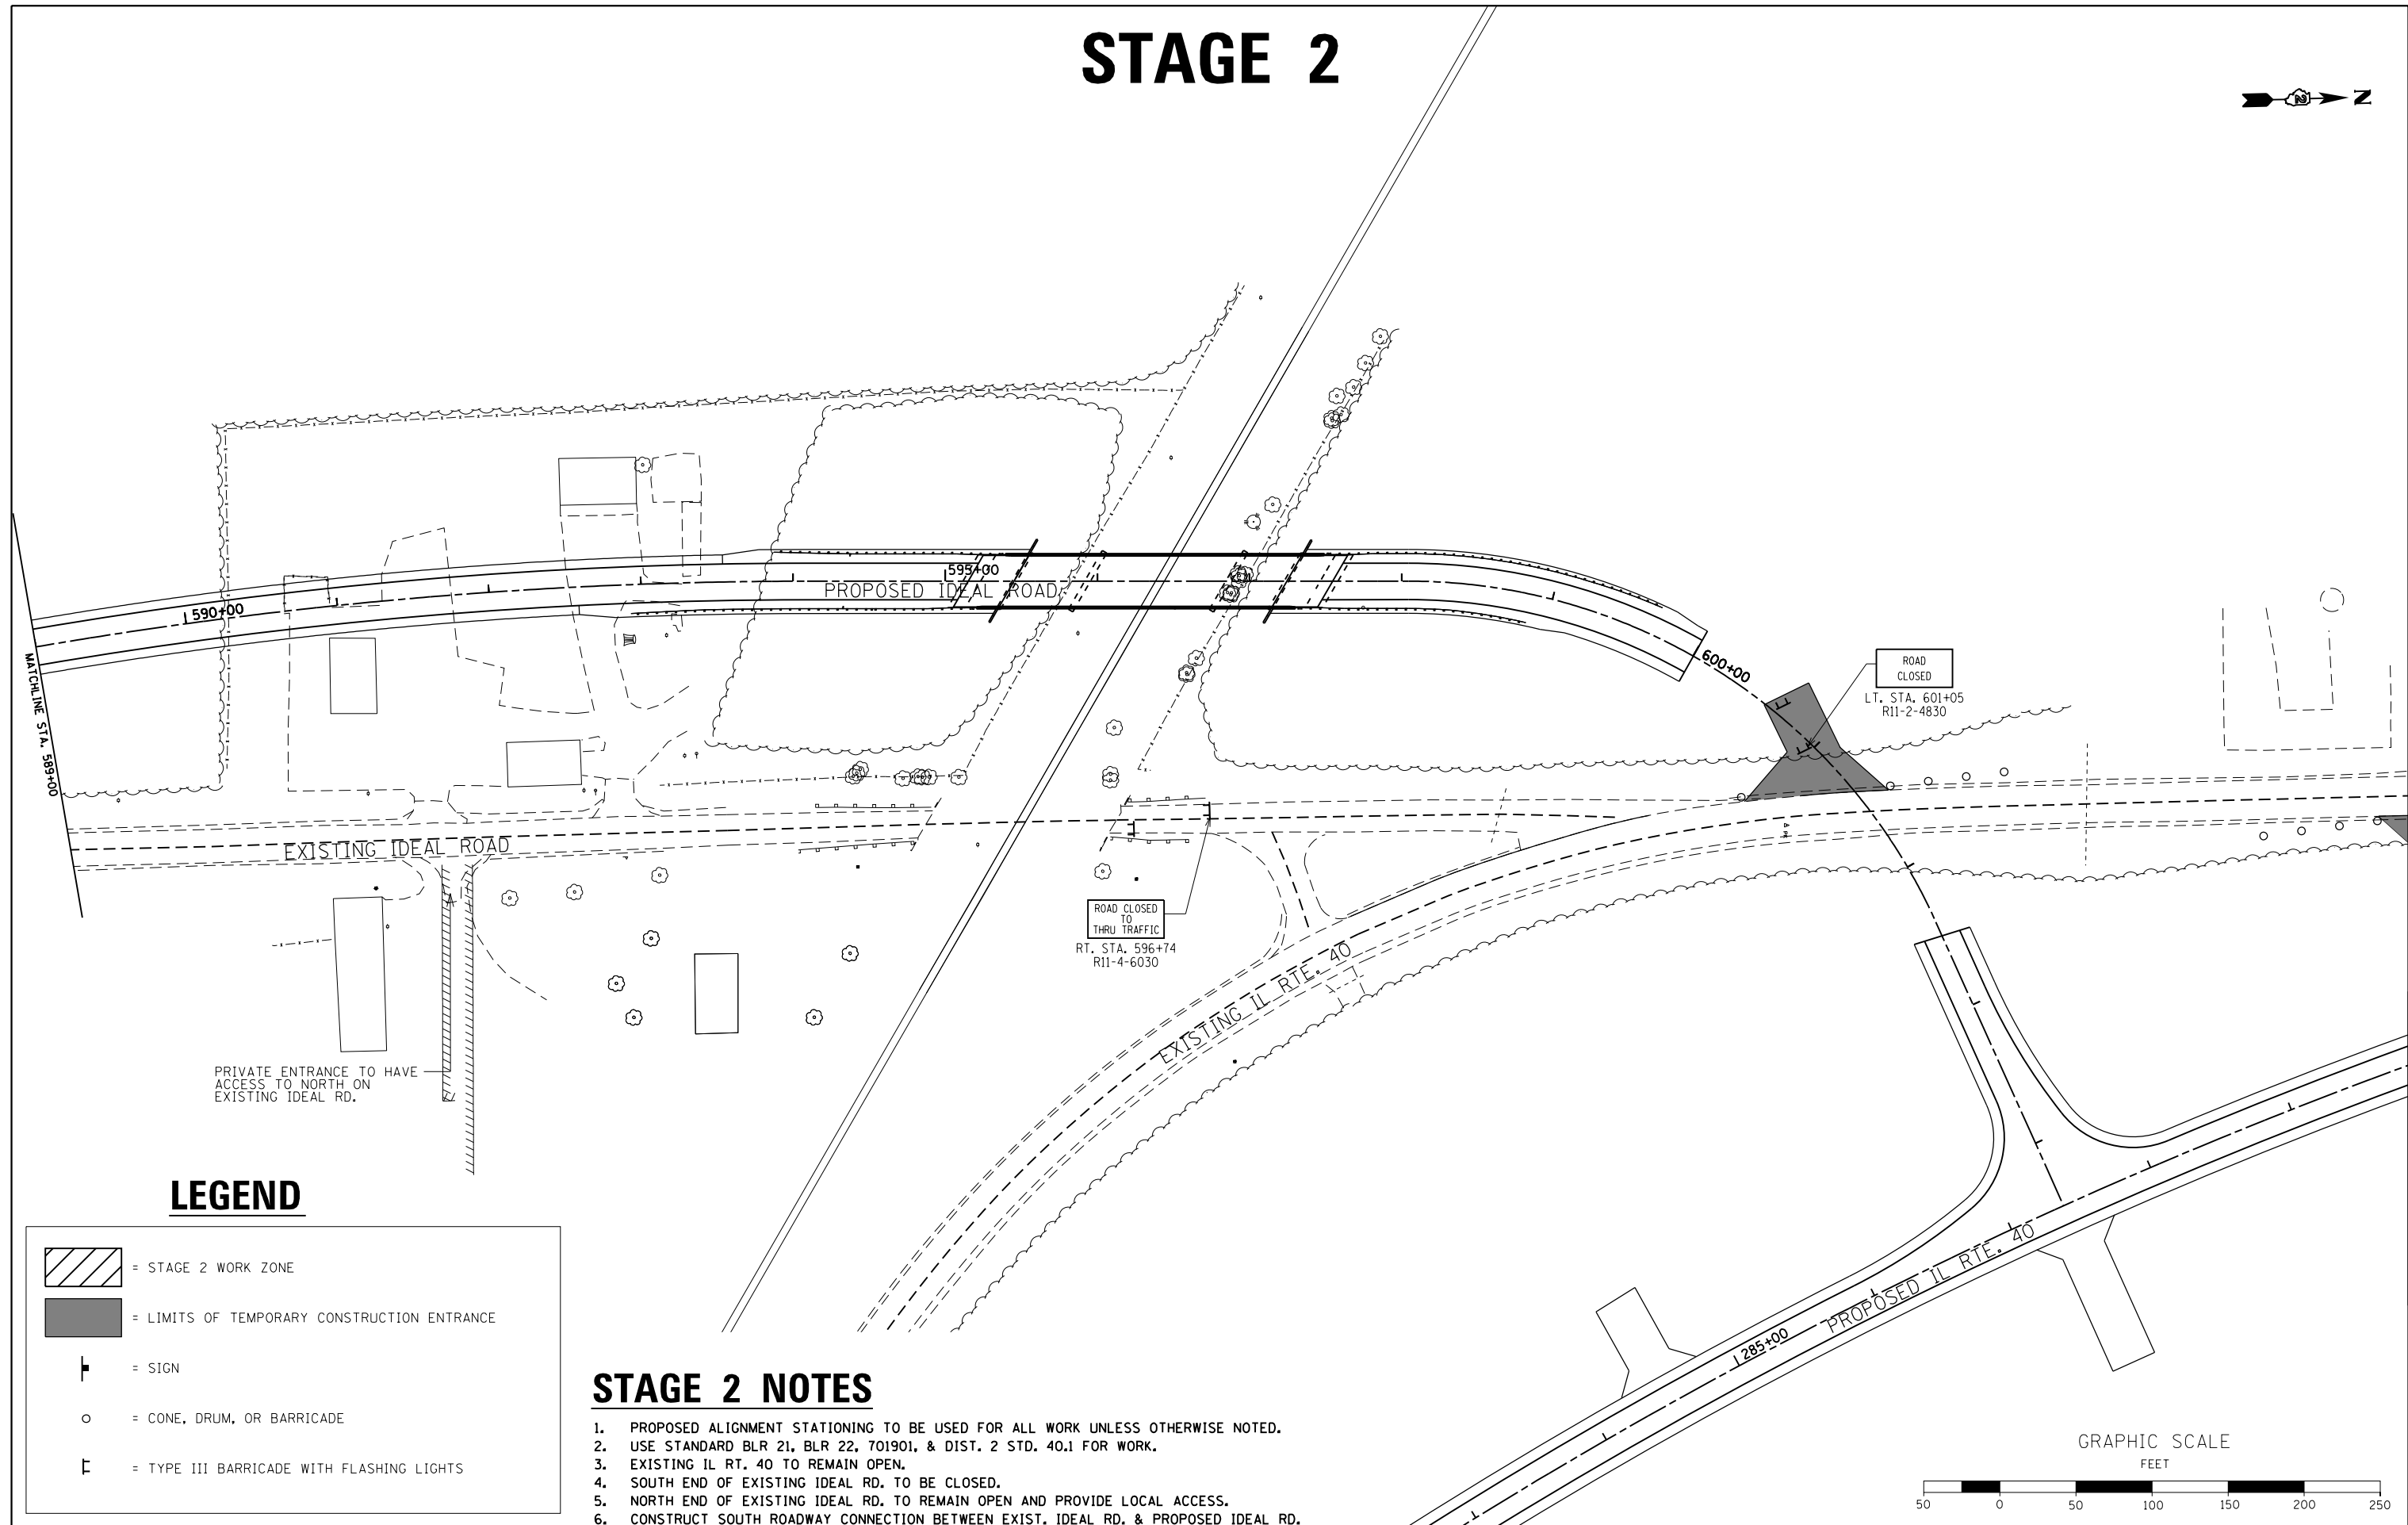 STAGE 2
2
N
595+00
PROPOSED IDEAL ROAD
590+00
MATCHLINE STA. 589+00
600+00
ROAD
CLOSED
LT. STA. 601+05
R11-2-4830
EXISTING IDEAL ROAD
ROAD CLOSED
TO
THRU TRAFFIC
RT. STA. 596+74
R11-4-6030
EXISTING IL RTE. 40
PRIVATE ENTRANCE TO HAVE
ACCESS TO NORTH ON
EXISTING IDEAL RD.
PROPOSED IL RTE. 40
285+00
LEGEND
= STAGE 2 WORK ZONE
= LIMITS OF TEMPORARY CONSTRUCTION ENTRANCE
= SIGN
= CONE, DRUM, OR BARRICADE
= TYPE III BARRICADE WITH FLASHING LIGHTS
STAGE 2 NOTES
1. PROPOSED ALIGNMENT STATIONING TO BE USED FOR ALL WORK UNLESS OTHERWISE NOTED.
2. USE STANDARD BLR 21, BLR 22, 701901, & DIST. 2 STD. 40.1 FOR WORK.
3. EXISTING IL RT. 40 TO REMAIN OPEN.
4. SOUTH END OF EXISTING IDEAL RD. TO BE CLOSED.
5. NORTH END OF EXISTING IDEAL RD. TO REMAIN OPEN AND PROVIDE LOCAL ACCESS.
6. CONSTRUCT SOUTH ROADWAY CONNECTION BETWEEN EXIST. IDEAL RD. & PROPOSED IDEAL RD.
GRAPHIC SCALE
FEET
50 0 50 100 150 200 250